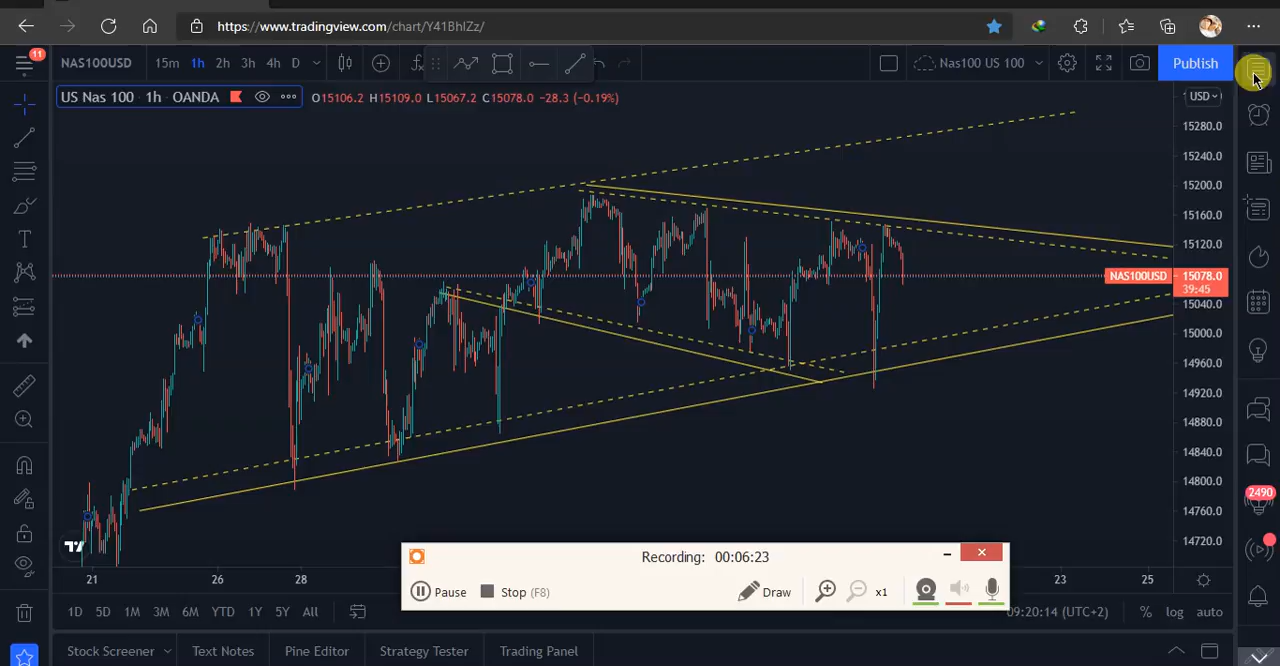 https://www.tradingview.com/chart/Y41BhIZz/
11
NAS100USD 15m 1h 2h 3h 4h D
Nas100 US 100
Publish
US Nas 100 · 1h · OANDA O15106.2 H15109.0 L15067.2 C15078.0 −28.3 (−0.19%)
USD
15280.0
15240.0
15200.0
15160.0
15120.0
NAS100USD 15078.0
39:45
15040.0
15000.0
14960.0
14920.0
14880.0
14840.0
14800.0
14760.0
14720.0
2490
Recording: 00:06:23
Pause Stop (F8) Draw x1
21 26 28 23 25
1D 5D 1M 3M 6M YTD 1Y 5Y All
09:20:14 (UTC+2) % log auto
Stock Screener Text Notes Pine Editor Strategy Tester Trading Panel